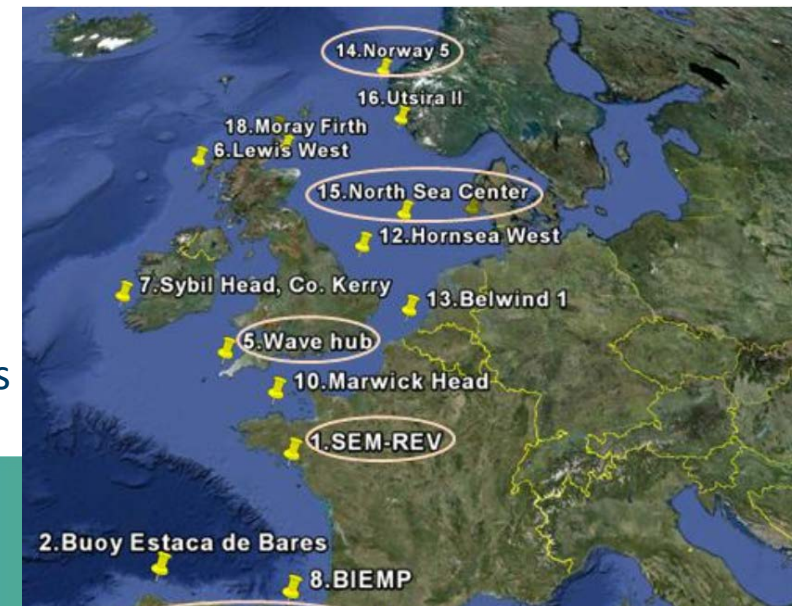 14.Norway 5
16.Utsira II
18.Moray Firth
6.Lewis West
15.North Sea Center
12.Hornsea West
7.Sybil Head, Co. Kerry
13.Belwind 1
5.Wave hub
s
10.Marwick Head
1.SEM-REV
2.Buoy Estaca de Bares
8.BIEMP